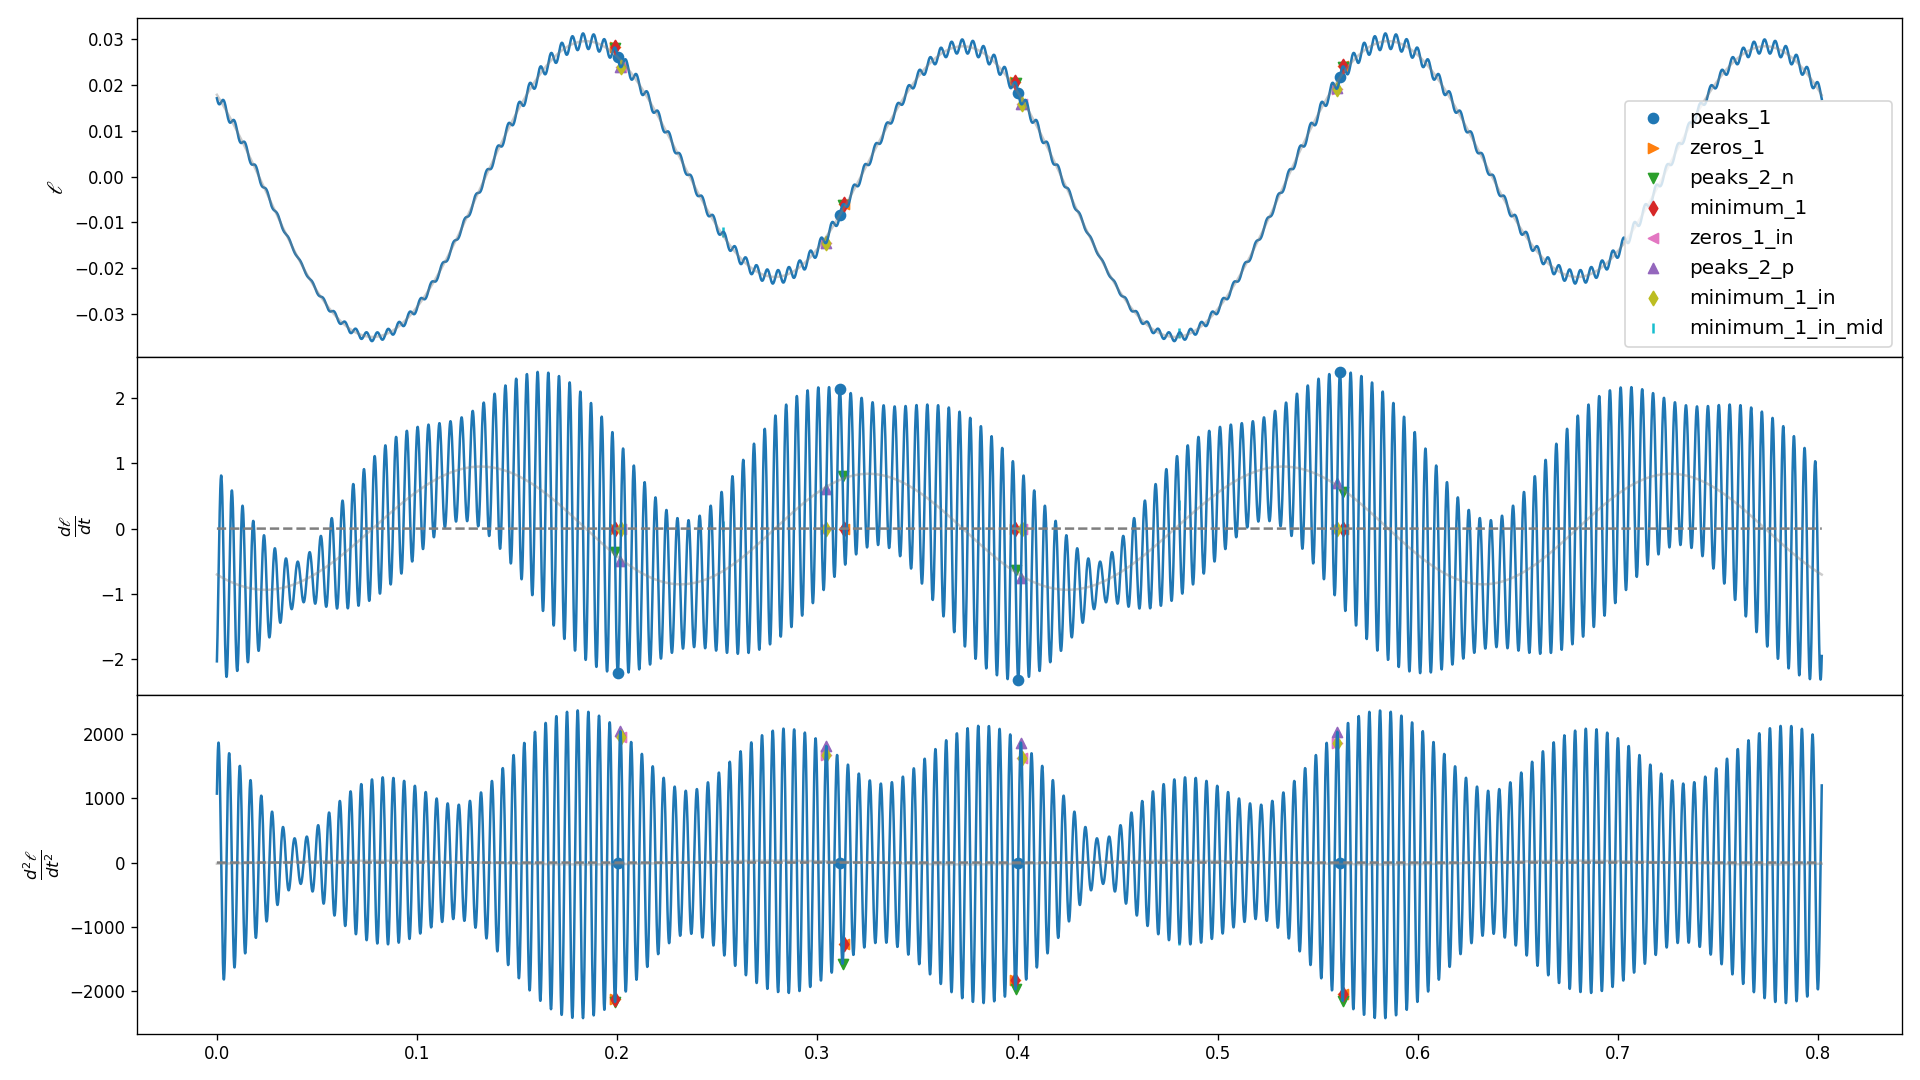 0.03
0.02
0.01
0.00
−0.01
−0.02
−0.03
ℓ
peaks_1
zeros_1
peaks_2_n
minimum_1
zeros_1_in
peaks_2_p
minimum_1_in
minimum_1_in_mid
2
1
0
−1
−2
dℓ
dt
2000
1000
0
−1000
−2000
d²ℓ
dt²
0.0 0.1 0.2 0.3 0.4 0.5 0.6 0.7 0.8